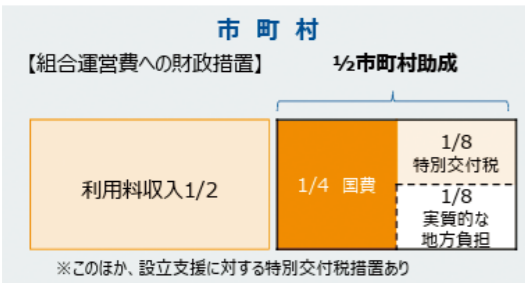 市 町 村
【組合運営費への財政措置】
½市町村助成
利用料収入1/2
1/4 国費
1/8
特別交付税
1/8
実質的な
地方負担
※このほか、設立支援に対する特別交付税措置あり